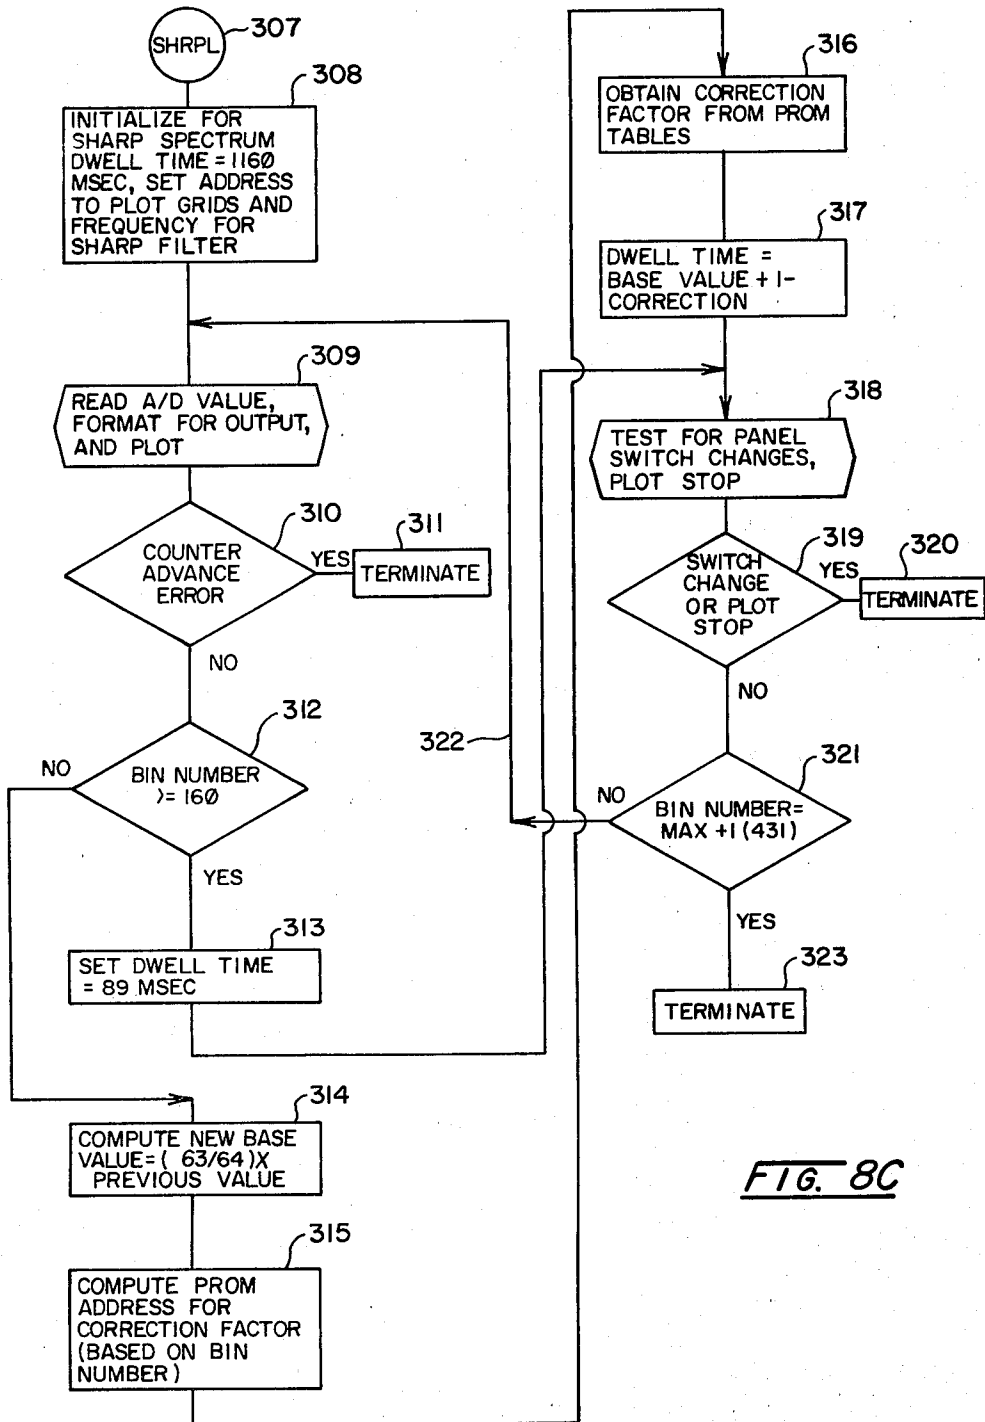 SHRPL
307
308
INITIALIZE FOR
SHARP SPECTRUM
DWELL TIME = 116Ø
MSEC, SET ADDRESS
TO PLOT GRIDS AND
FREQUENCY FOR
SHARP FILTER
309
READ A/D VALUE,
FORMAT FOR OUTPUT,
AND PLOT
310
COUNTER
ADVANCE
ERROR
YES
311
TERMINATE
NO
312
BIN NUMBER
>= 16Ø
NO
YES
313
SET DWELL TIME
= 89 MSEC
314
COMPUTE NEW BASE
VALUE=( 63/64)X
PREVIOUS VALUE
315
COMPUTE PROM
ADDRESS FOR
CORRECTION FACTOR
(BASED ON BIN
NUMBER)
316
OBTAIN CORRECTION
FACTOR FROM PROM
TABLES
317
DWELL TIME =
BASE VALUE + 1-
CORRECTION
318
TEST FOR PANEL
SWITCH CHANGES,
PLOT STOP
319
SWITCH
CHANGE
OR PLOT
STOP
YES
320
TERMINATE
NO
321
BIN NUMBER=
MAX +1 (431)
NO
322
YES
323
TERMINATE
FIG. 8C